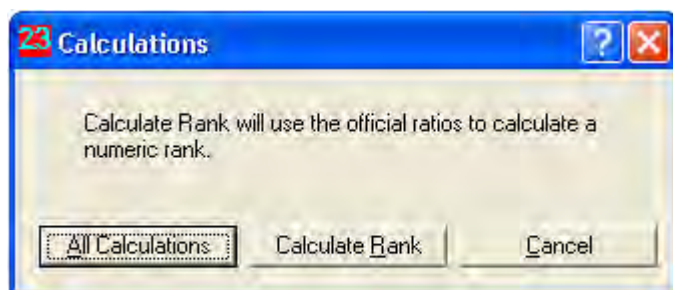 23 Calculations
Calculate Rank will use the official ratios to calculate a
numeric rank.
All Calculations Calculate Rank Cancel